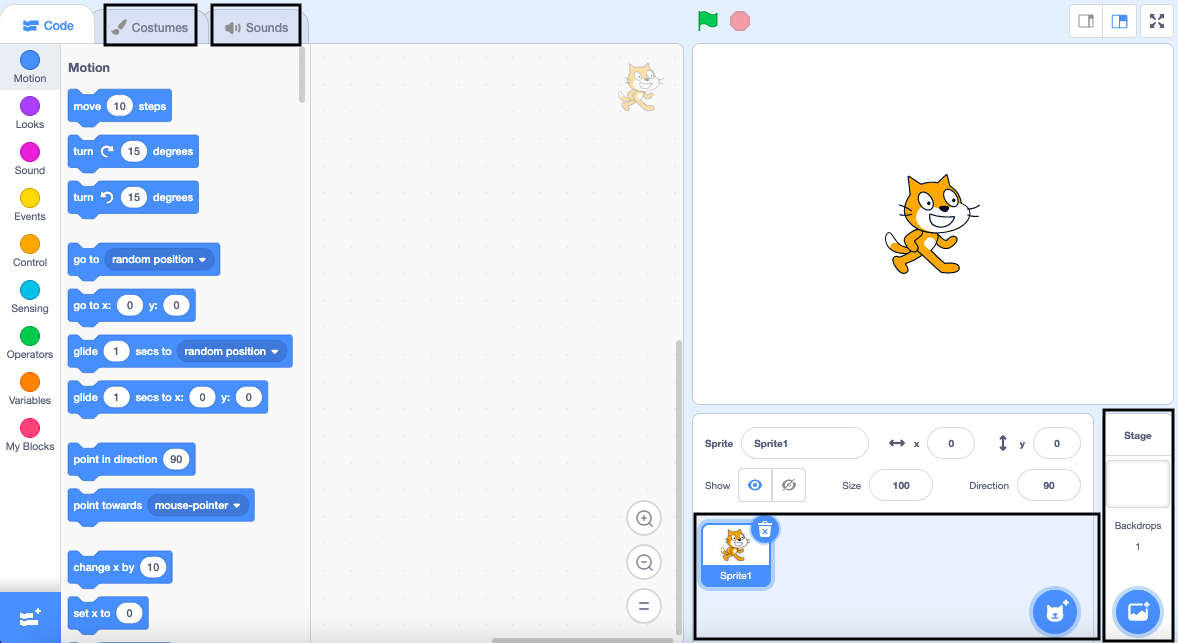 Code
Costumes
Sounds
Motion
Looks
Sound
Events
Control
Sensing
Operators
Variables
My Blocks
Motion
move 10 steps
turn 15 degrees
turn 15 degrees
go to random position
go to x: 0 y: 0
glide 1 secs to random position
glide 1 secs to x: 0 y: 0
point in direction 90
point towards mouse-pointer
change x by 10
set x to 0
Sprite Sprite1 x 0 y 0
Show Size 100 Direction 90
Sprite1
Stage
Backdrops
1